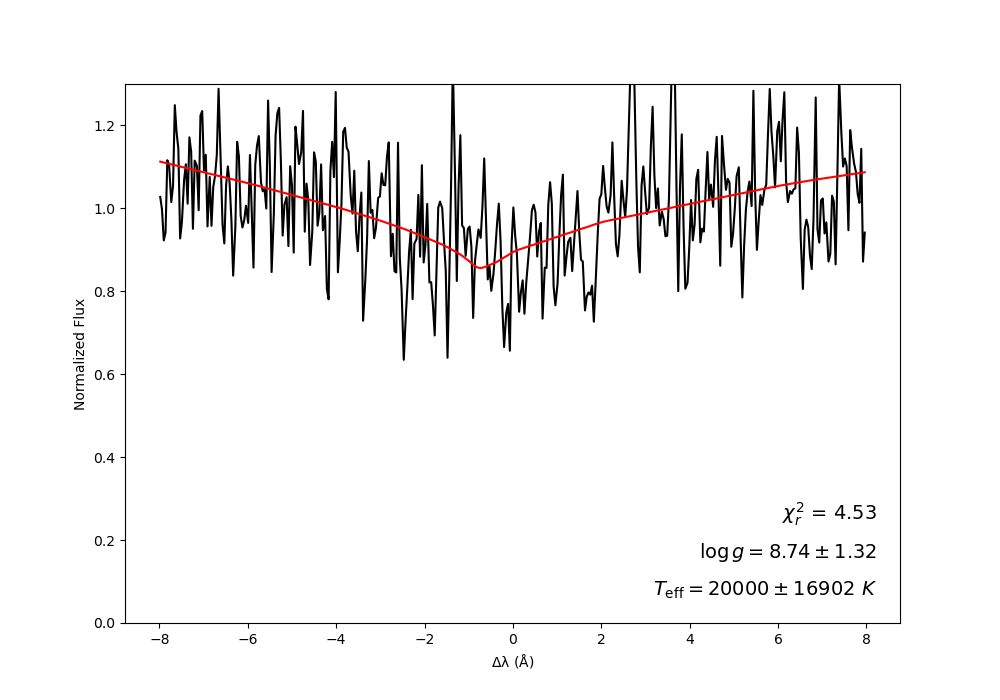 Normalized Flux
1.2
1.0
0.8
0.6
0.4
0.2
0.0
χ²ᵣ = 4.53
log g = 8.74 ± 1.32
T_eff = 20000 ± 16902 K
−8 −6 −4 −2 0 2 4 6 8
Δλ (Å)